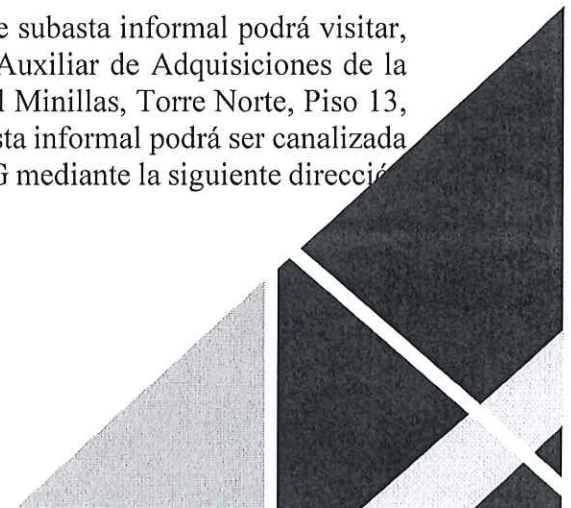 e subasta informal podrá visitar,
Auxiliar de Adquisiciones de la
l Minillas, Torre Norte, Piso 13,
sta informal podrá ser canalizada
G mediante la siguiente